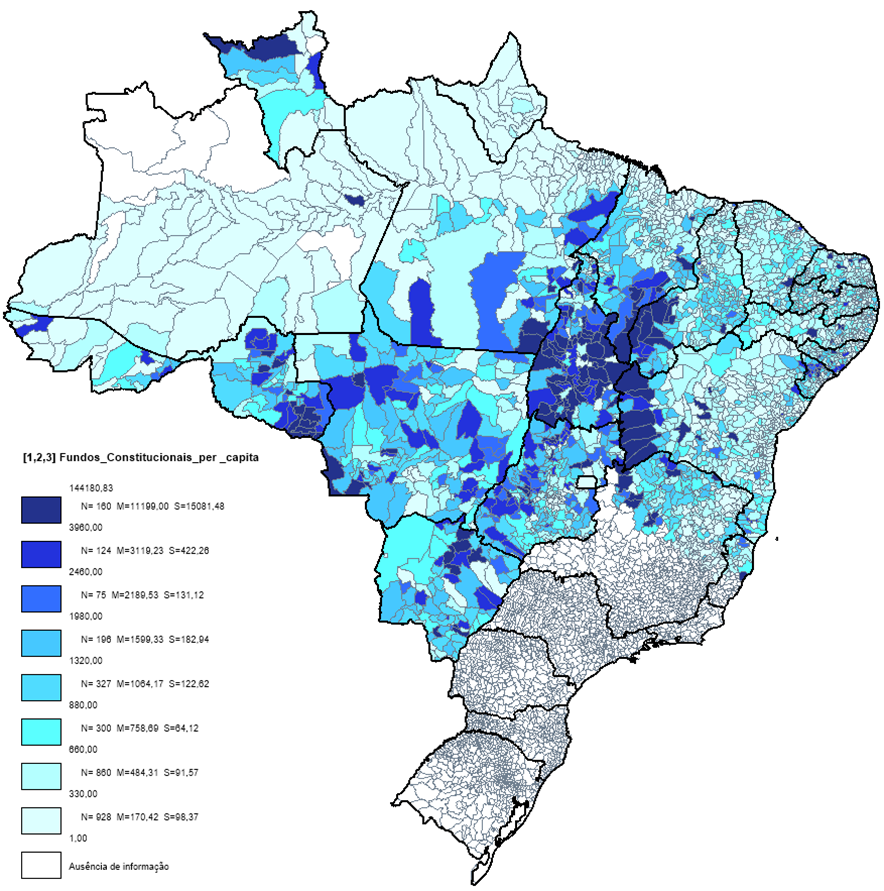 [1,2,3] Fundos_Constitucionais_per _capita
144180,83
N= 160 M=11199,00 S=15081,48
3960,00
N= 124 M=3119,23 S=422,26
2460,00
N= 75 M=2189,53 S=131,12
1980,00
N= 196 M=1599,33 S=182,94
1320,00
N= 327 M=1064,17 S=122,62
880,00
N= 300 M=758,69 S=64,12
660,00
N= 860 M=484,31 S=91,57
330,00
N= 928 M=170,42 S=98,37
1,00
Ausência de informação